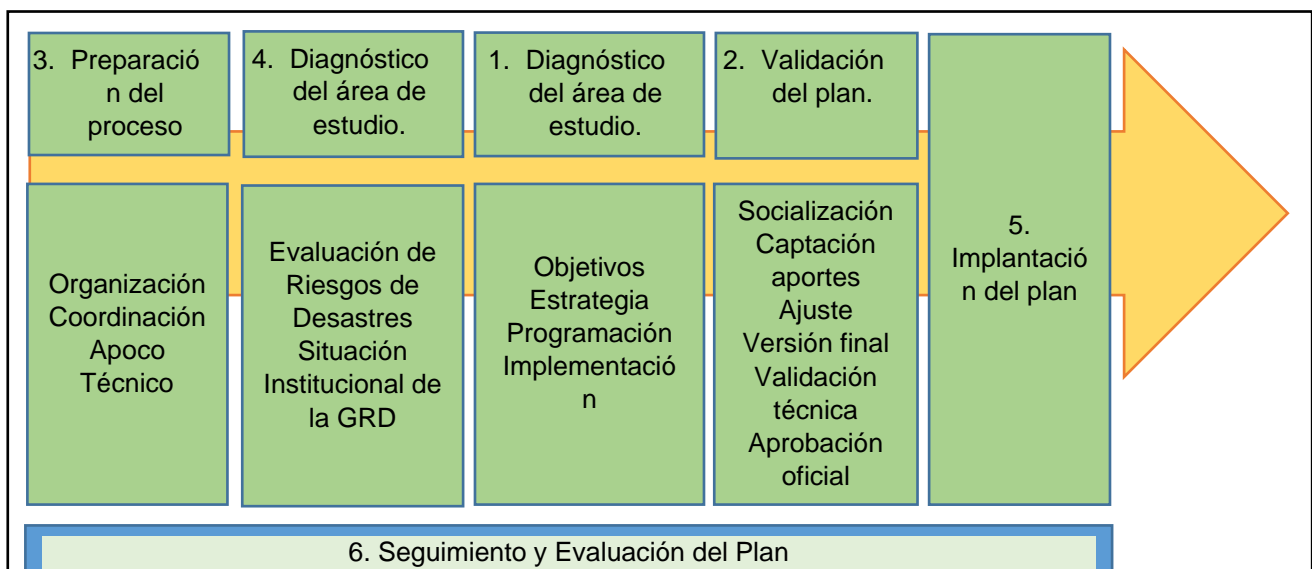 3. Preparació
n del
proceso
4. Diagnóstico
del área de
estudio.
1. Diagnóstico
del área de
estudio.
2. Validación
del plan.
Organización
Coordinación
Apoco
Técnico
Evaluación de
Riesgos de
Desastres
Situación
Institucional de
la GRD
Objetivos
Estrategia
Programación
Implementació
n
Socialización
Captación
aportes
Ajuste
Versión final
Validación
técnica
Aprobación
oficial
5.
Implantació
n del plan
6. Seguimiento y Evaluación del Plan